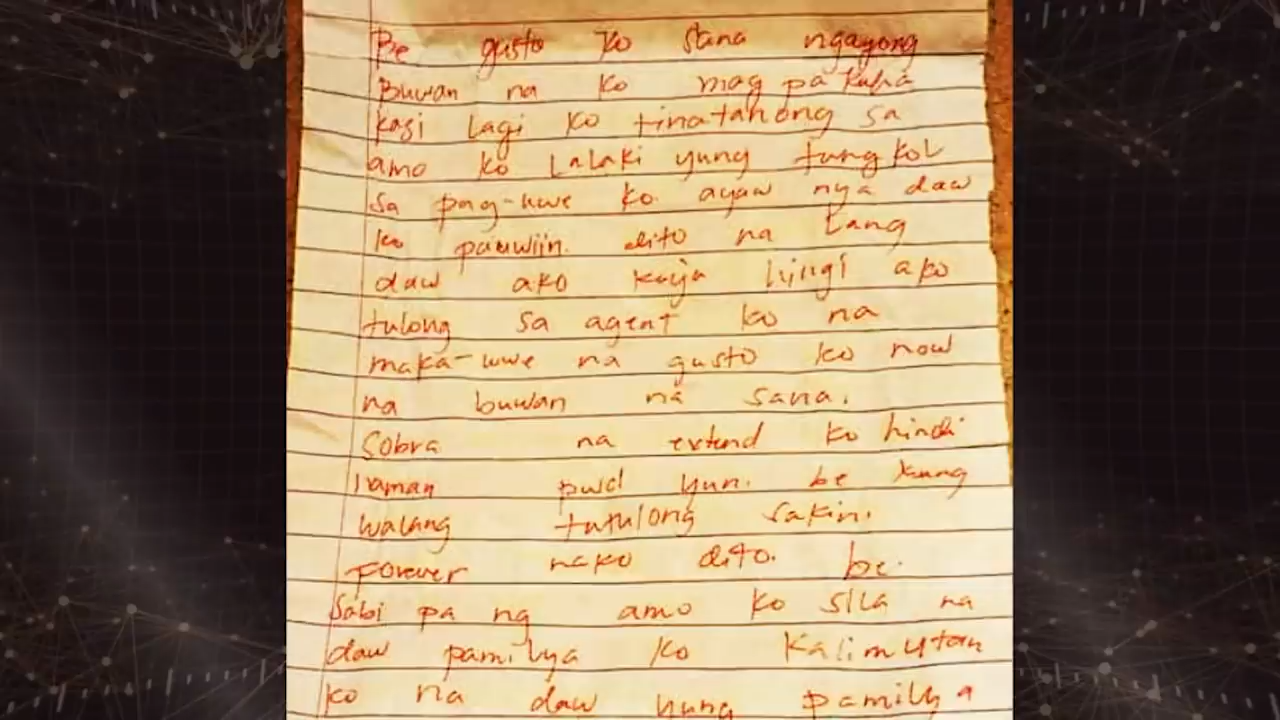 Be gusto ko sana ngayong
Buwan na ko mag pa kuha
kasi lagi ko tinatanong sa
amo ko Lalaki yung tungkol
sa pag-uwe ko. ayaw nya daw
ko pauwiin. dito na Lang
daw ako kaya hingi ako
tulong sa agent ko na
maka-uwe na gusto ko now
na buwan na sana.
Sobra na extend ko hindi
naman pwd yun. be kung
walang tutulong sakin.
Forever nako dito. be.
Sabi pa ng amo ko sila na
daw pamilya ko Kalimutan
ko na daw yung pamilya